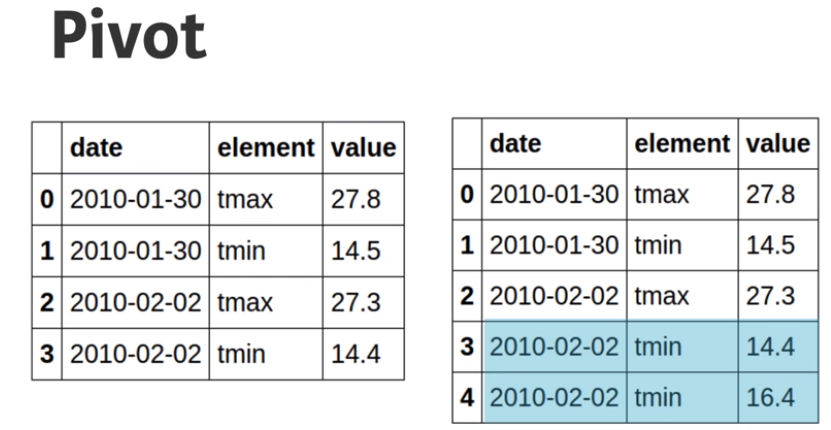 Pivot
date element value
0 2010-01-30 tmax 27.8
1 2010-01-30 tmin 14.5
2 2010-02-02 tmax 27.3
3 2010-02-02 tmin 14.4
date element value
0 2010-01-30 tmax 27.8
1 2010-01-30 tmin 14.5
2 2010-02-02 tmax 27.3
3 2010-02-02 tmin 14.4
4 2010-02-02 tmin 16.4